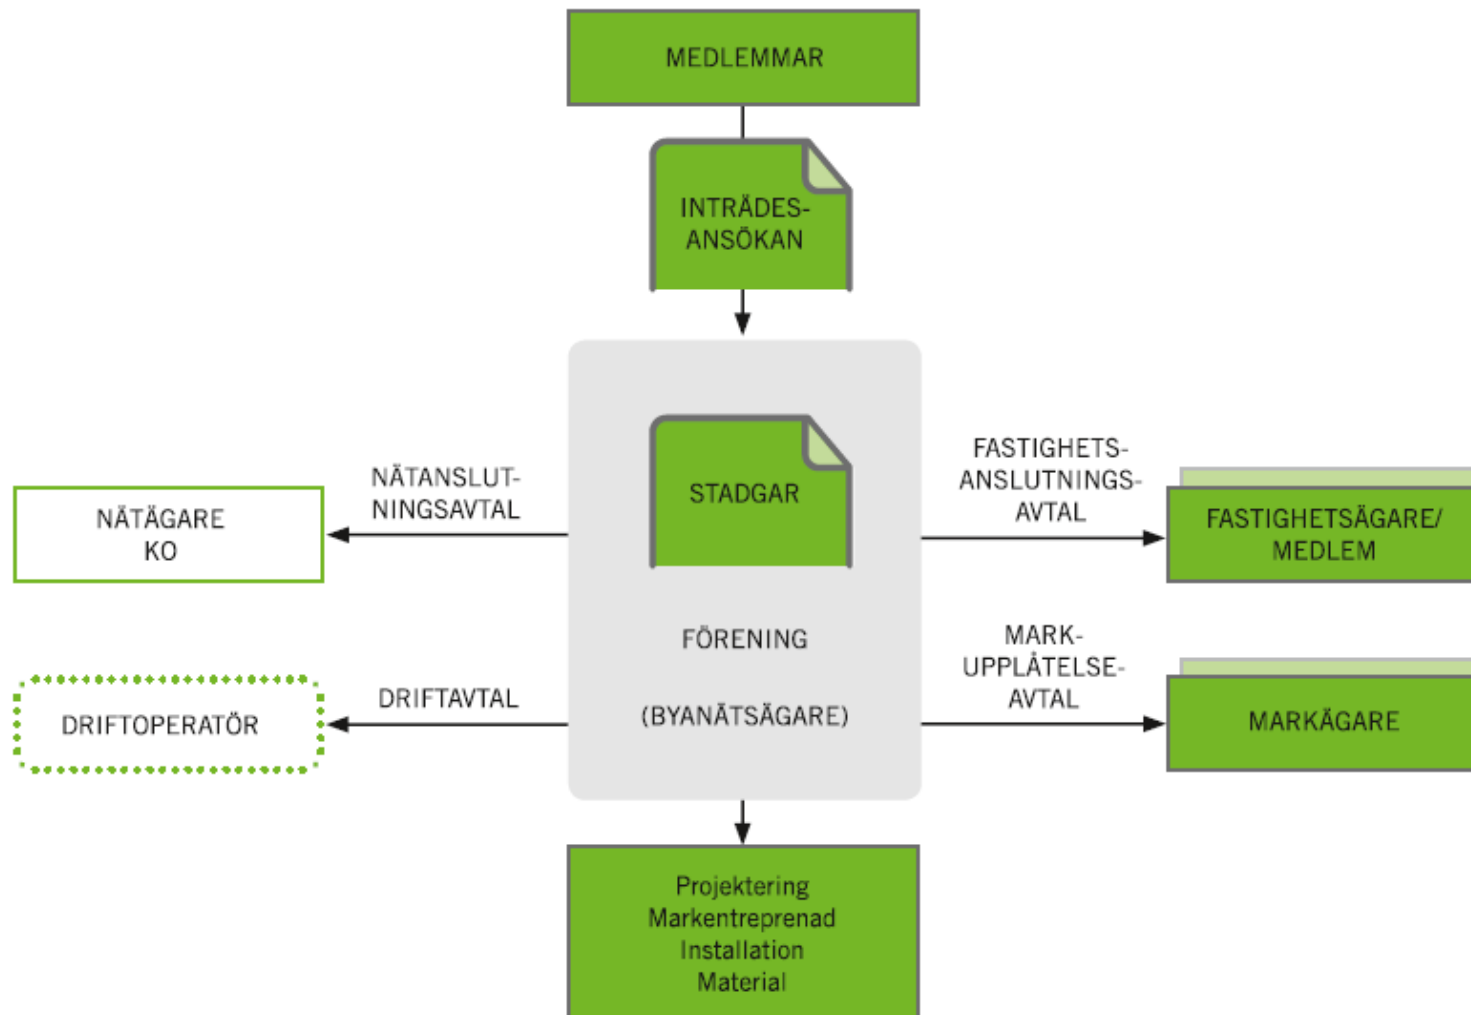 MEDLEMMAR
INTRÄDES-
ANSÖKAN
STADGAR
FÖRENING
(BYANÄTSÄGARE)
NÄTANSLUT-
NINGSAVTAL
NÄTÄGARE
KO
DRIFTAVTAL
DRIFTOPERATÖR
FASTIGHETS-
ANSLUTNINGS-
AVTAL
FASTIGHETSÄGARE/
MEDLEM
MARK-
UPPLÅTELSE-
AVTAL
MARKÄGARE
Projektering
Markentreprenad
Installation
Material